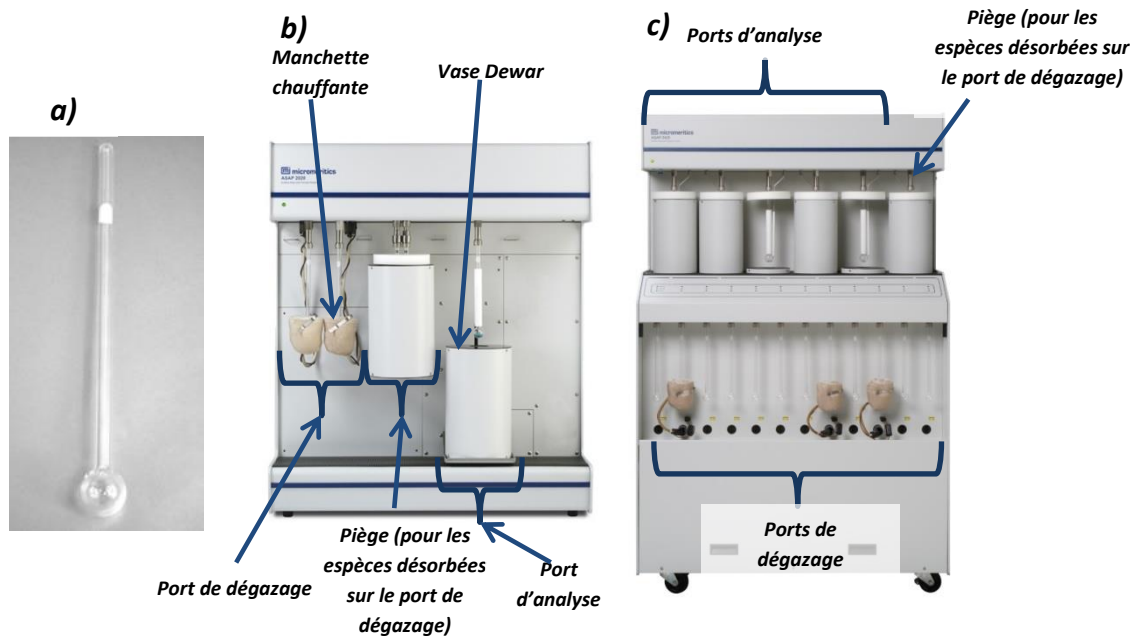 a)
b)
Manchette
chauffante
Vase Dewar
c)
Ports d’analyse
Piège (pour les
espèces désorbées sur
le port de dégazage)
micromeritics
ASAP 2020
micromeritics
Port de dégazage
Piège (pour les
espèces désorbées
sur le port de
dégazage)
Port
d’analyse
Ports de
dégazage